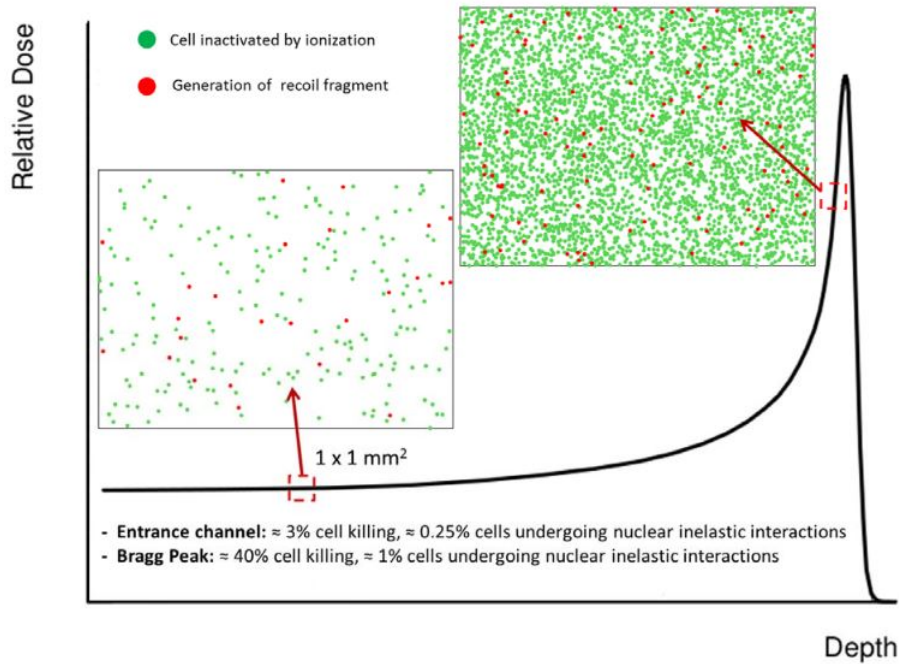 Relative Dose
Cell inactivated by ionization
Generation of recoil fragment
1 x 1 mm²
- Entrance channel: ≈ 3% cell killing, ≈ 0.25% cells undergoing nuclear inelastic interactions
- Bragg Peak: ≈ 40% cell killing, ≈ 1% cells undergoing nuclear inelastic interactions
Depth